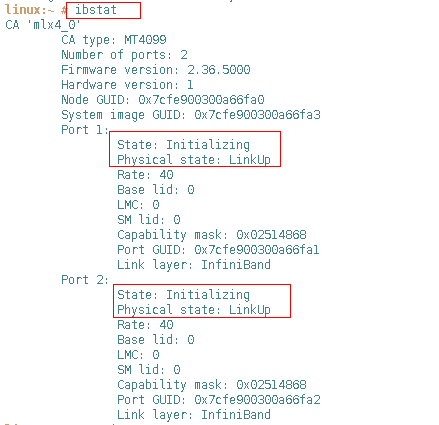 linux:~ # ibstat
CA 'mlx4_0'
CA type: MT4099
Number of ports: 2
Firmware version: 2.36.5000
Hardware version: 1
Node GUID: 0x7cfe900300a66fa0
System image GUID: 0x7cfe900300a66fa3
Port 1:
State: Initializing
Physical state: LinkUp
Rate: 40
Base lid: 0
LMC: 0
SM lid: 0
Capability mask: 0x02514868
Port GUID: 0x7cfe900300a66fa1
Link layer: InfiniBand
Port 2:
State: Initializing
Physical state: LinkUp
Rate: 40
Base lid: 0
LMC: 0
SM lid: 0
Capability mask: 0x02514868
Port GUID: 0x7cfe900300a66fa2
Link layer: InfiniBand